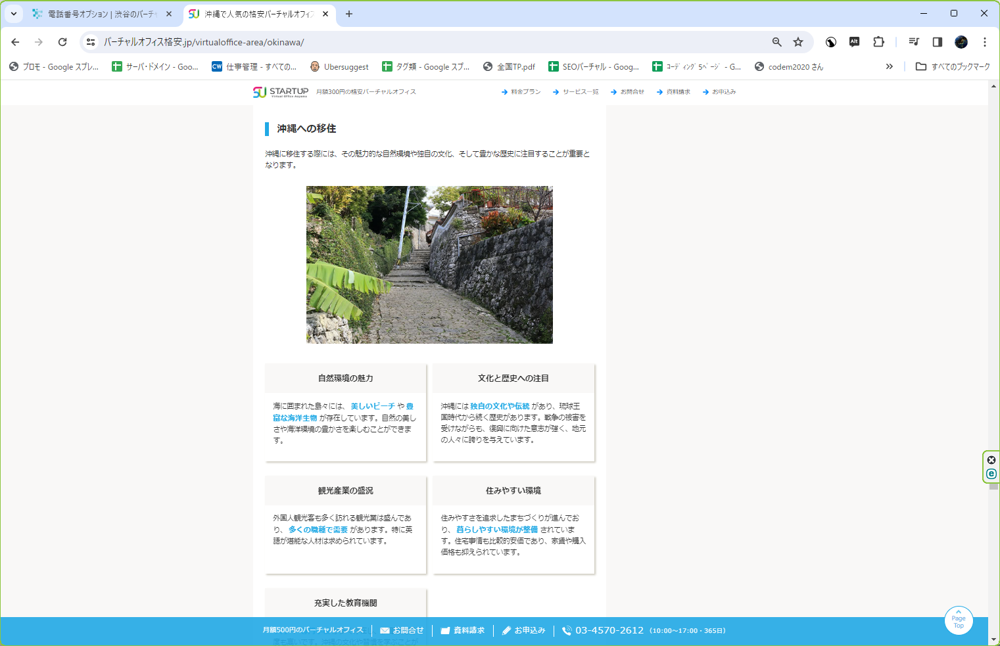 電話番号オプション | 渋谷のバーチ
沖縄で人気の格安バーチャルオフィス
バーチャルオフィス格安.jp/virtualoffice-area/okinawa/
プロモ - Google スプレ...
サーバ・ドメイン - Goo...
CW 仕事管理 - すべての...
Ubersuggest
タグ類 - Google スプ...
全国TP.pdf
SEOバーチャル - Goog...
コーディング 5ページ - G...
codem2020 さん
すべてのブックマーク
STARTUP
Virtual Office Aoyama
月額300円の格安バーチャルオフィス
料金プラン
サービス一覧
お問合せ
資料請求
お申込み
沖縄への移住
沖縄に移住する際には、その魅力的な自然環境や独自の文化、そして豊かな歴史に注目することが重要と
なります。
自然環境の魅力
海に囲まれた島々には、 美しいビーチ や 豊
富な海洋生物 が存在しています。自然の美し
さや海洋環境の豊かさを楽しむことができま
す。
文化と歴史への注目
沖縄には 独自の文化や伝統 があり、琉球王
国時代から続く歴史があります。戦争の被害を
受けながらも、復興に向けた意志が強く、地元
の人々に誇りを与えています。
観光産業の盛況
外国人観光客も多く訪れる観光業は盛んであ
り、 多くの職種で需要 があります。特に英
語が堪能な人材は求められています。
住みやすい環境
住みやすさを追求したまちづくりが進んでお
り、 暮らしやすい環境が整備 されていま
す。住宅事情も比較的安価であり、家賃や購入
価格も抑えられています。
充実した教育機関
月額500円のバーチャルオフィス
お問合せ
資料請求
お申込み
03-4570-2612 （10:00〜17:00・365日）
度も高いです。沖縄の文化や習慣を学ぶことが
Page
Top